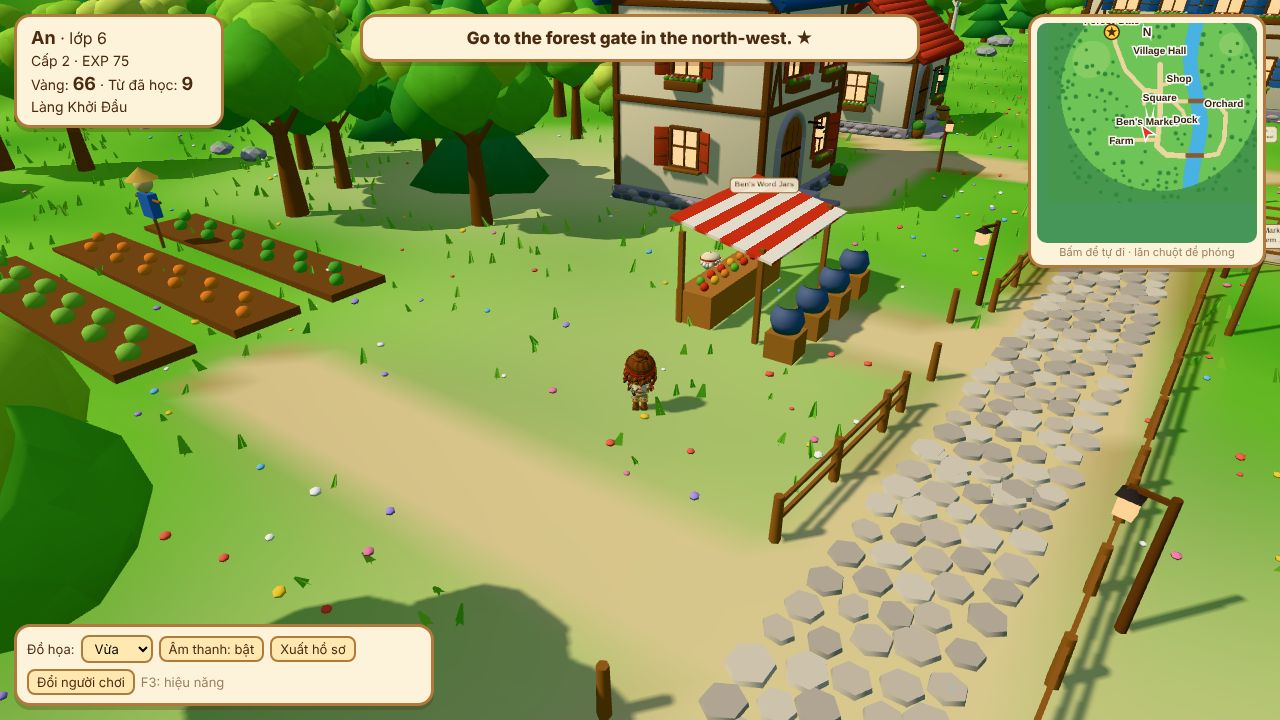 An · lớp 6
Cấp 2 · EXP 75
Vàng: 66 · Từ đã học: 9
Làng Khởi Đầu
Go to the forest gate in the north-west. ★
N
Village Hall
Shop
Square
Orchard
Ben's Marke
Dock
Farm
Bấm để tự đi · lăn chuột để phóng
Ben's Word Jars
Đồ họa: Vừa Âm thanh: bật Xuất hồ sơ
Đổi người chơi F3: hiệu năng